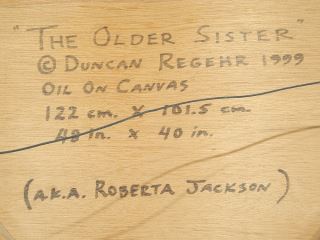 "THE OLDER SISTER"
© DUNCAN REGEHR 1999
OIL ON CANVAS
122 cm. x 101.5 cm.
48 in. x 40 in.
(A.K.A. ROBERTA JACKSON)